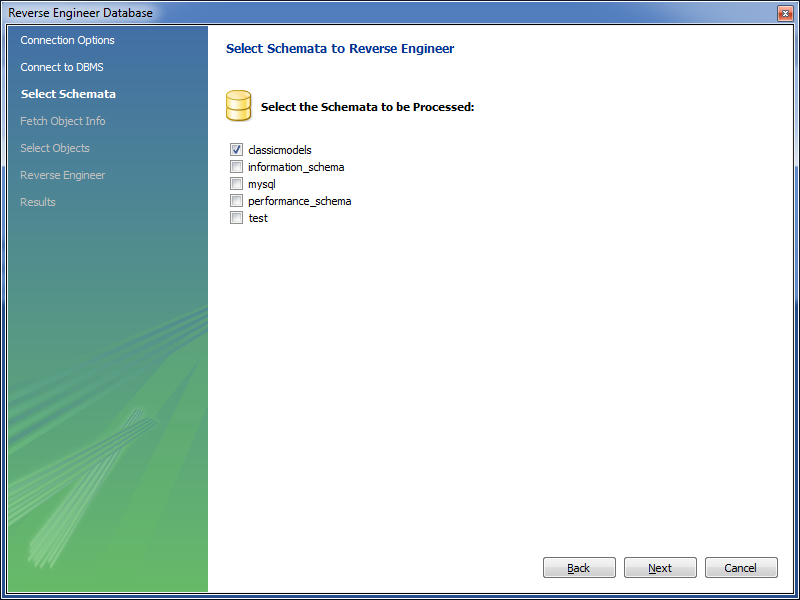 Reverse Engineer Database
Connection Options
Connect to DBMS
Select Schemata
Fetch Object Info
Select Objects
Reverse Engineer
Results
Select Schemata to Reverse Engineer
Select the Schemata to be Processed:
classicmodels
information_schema
mysql
performance_schema
test
Back
Next
Cancel